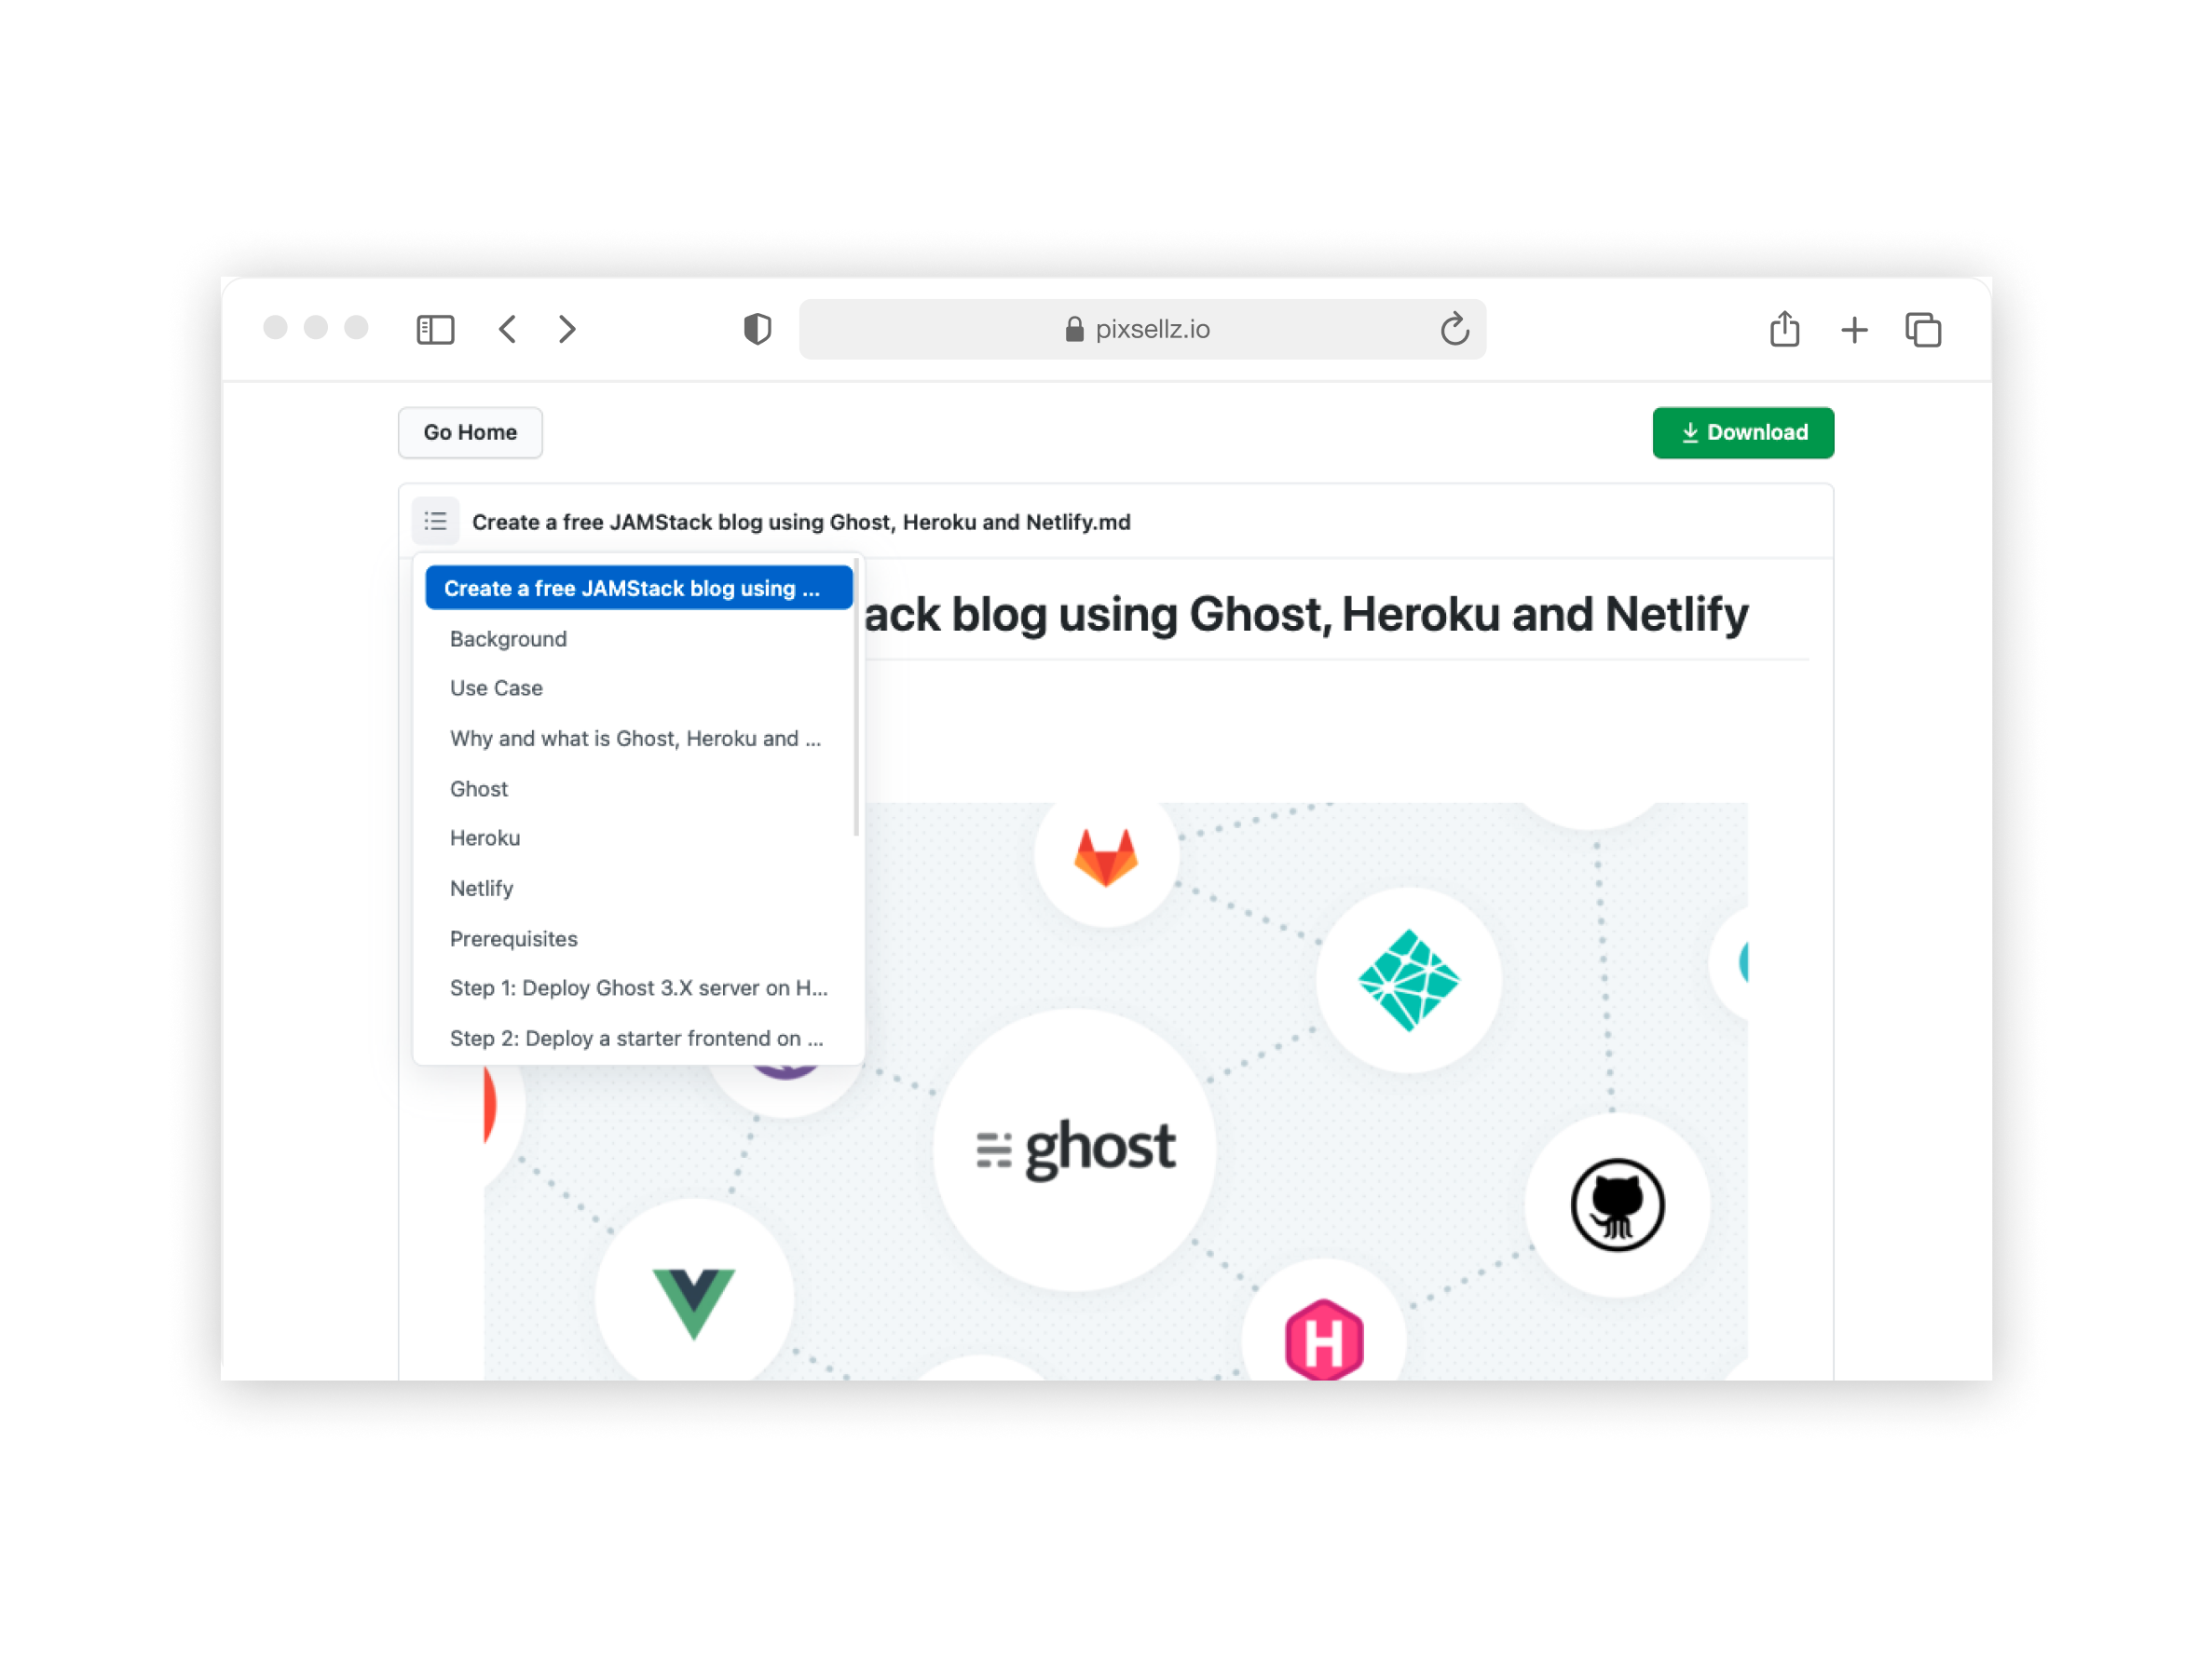 pixsellz.io
Go Home
Download
Create a free JAMStack blog using Ghost, Heroku and Netlify.md
Create a free JAMStack blog using ...
ack blog using Ghost, Heroku and Netlify
Background
Use Case
Why and what is Ghost, Heroku and ...
Ghost
Heroku
Netlify
Prerequisites
Step 1: Deploy Ghost 3.X server on H...
Step 2: Deploy a starter frontend on ...
ghost
H